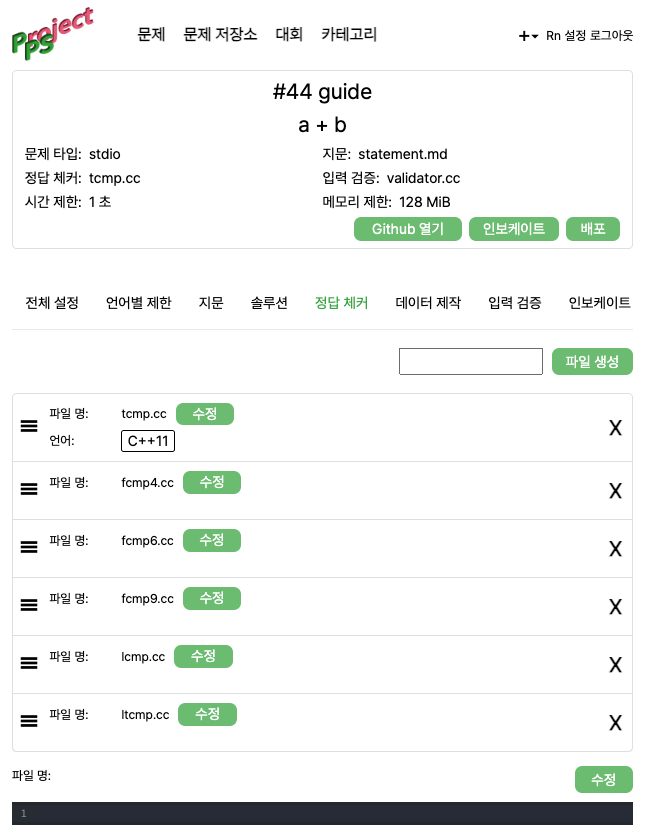 Project
PPS
문제 문제 저장소 대회 카테고리
+ Rn 설정 로그아웃
#44 guide
a + b
문제 타입: stdio
지문: statement.md
정답 체커: tcmp.cc
입력 검증: validator.cc
시간 제한: 1 초
메모리 제한: 128 MiB
Github 열기 인보케이트 배포
전체 설정 언어별 제한 지문 솔루션 정답 체커 데이터 제작 입력 검증 인보케이트
파일 생성
파일 명: tcmp.cc 수정
언어: C++11
X
파일 명: fcmp4.cc 수정
X
파일 명: fcmp6.cc 수정
X
파일 명: fcmp9.cc 수정
X
파일 명: lcmp.cc 수정
X
파일 명: ltcmp.cc 수정
X
파일 명: 수정
1